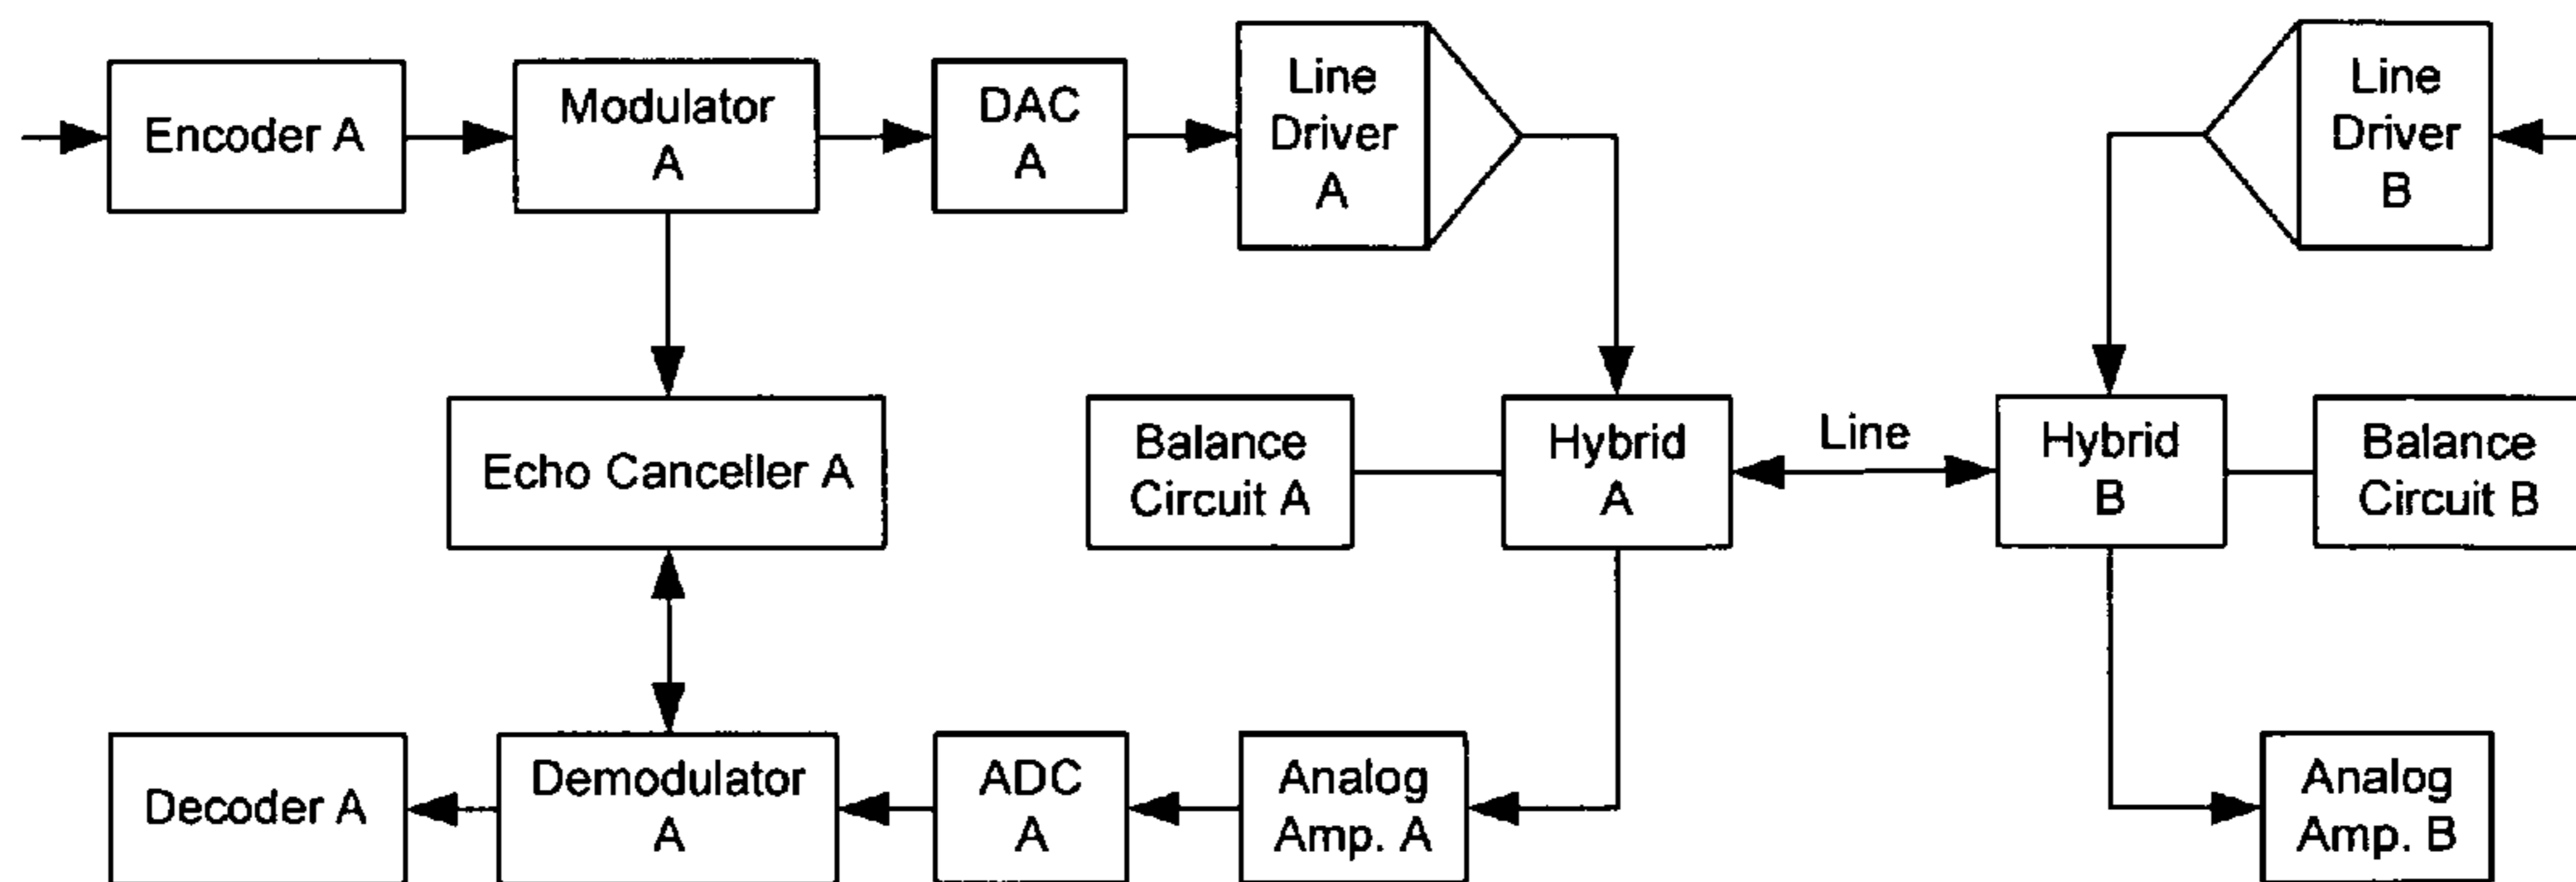 Encoder A
Modulator
A
DAC
A
Line
Driver
A
Line
Driver
B
Echo Canceller A
Balance
Circuit A
Hybrid
A
Line
Hybrid
B
Balance
Circuit B
Decoder A
Demodulator
A
ADC
A
Analog
Amp. A
Analog
Amp. B